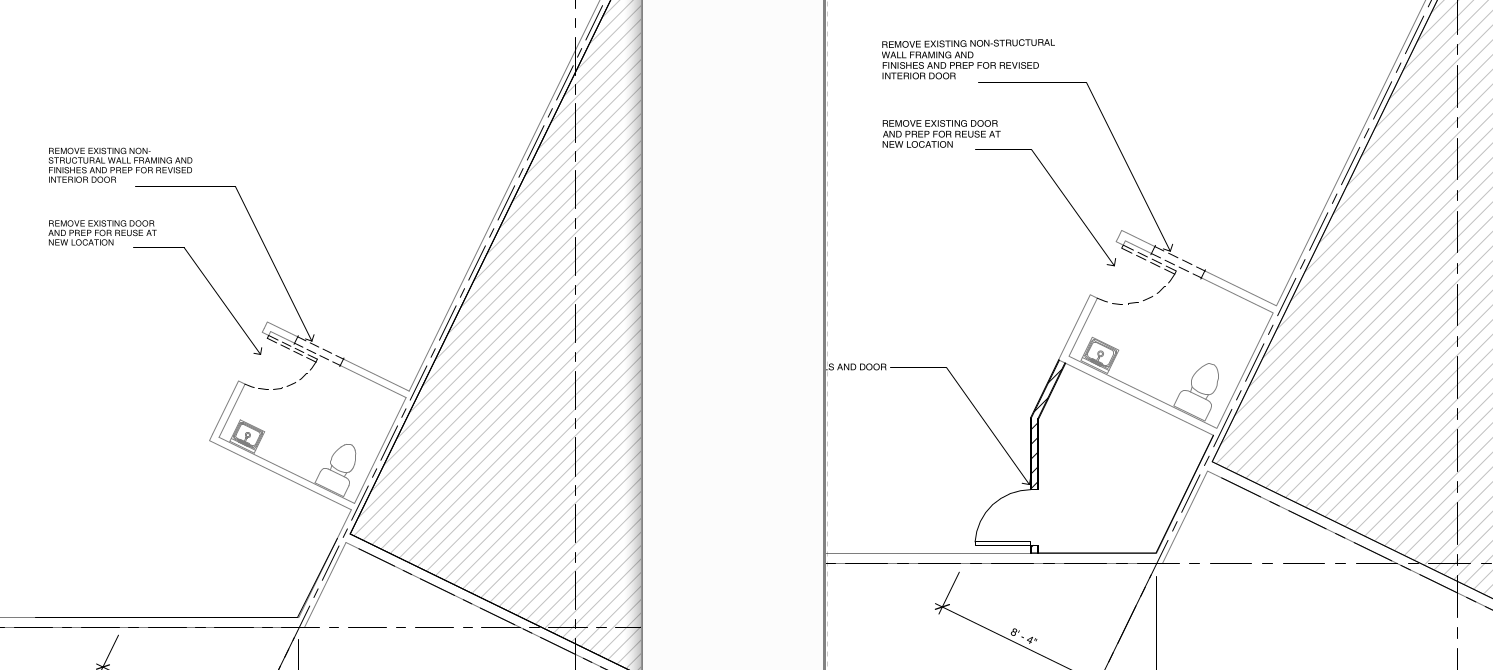 REMOVE EXISTING NON-
STRUCTURAL WALL FRAMING AND
FINISHES AND PREP FOR REVISED
INTERIOR DOOR
REMOVE EXISTING DOOR
AND PREP FOR REUSE AT
NEW LOCATION
REMOVE EXISTING NON-STRUCTURAL
WALL FRAMING AND
FINISHES AND PREP FOR REVISED
INTERIOR DOOR
REMOVE EXISTING DOOR
AND PREP FOR REUSE AT
NEW LOCATION
LS AND DOOR
8' - 4"